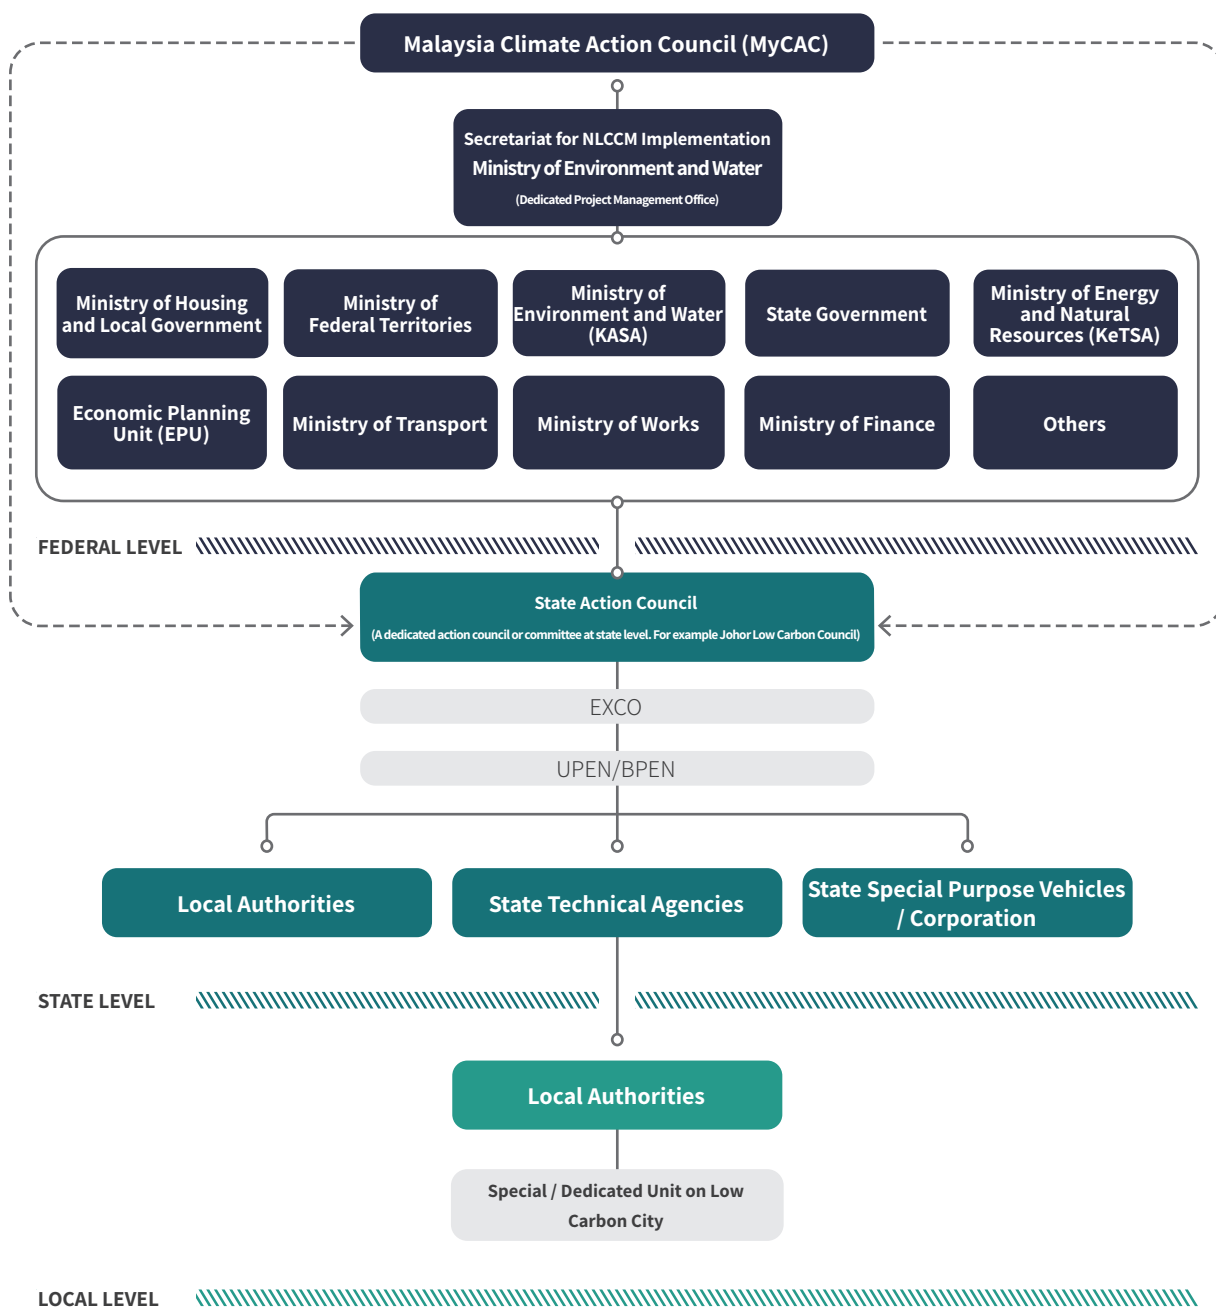 Malaysia Climate Action Council (MyCAC)
Secretariat for NLCCM Implementation
Ministry of Environment and Water
(Dedicated Project Management Office)
Ministry of Housing
and Local Government
Ministry of
Federal Territories
Ministry of
Environment and Water
(KASA)
State Government
Ministry of Energy
and Natural
Resources (KeTSA)
Economic Planning
Unit (EPU)
Ministry of Transport
Ministry of Works
Ministry of Finance
Others
FEDERAL LEVEL
State Action Council
(A dedicated action council or committee at state level. For example Johor Low Carbon Council)
EXCO
UPEN/BPEN
Local Authorities
State Technical Agencies
State Special Purpose Vehicles
/ Corporation
STATE LEVEL
Local Authorities
Special / Dedicated Unit on Low
Carbon City
LOCAL LEVEL